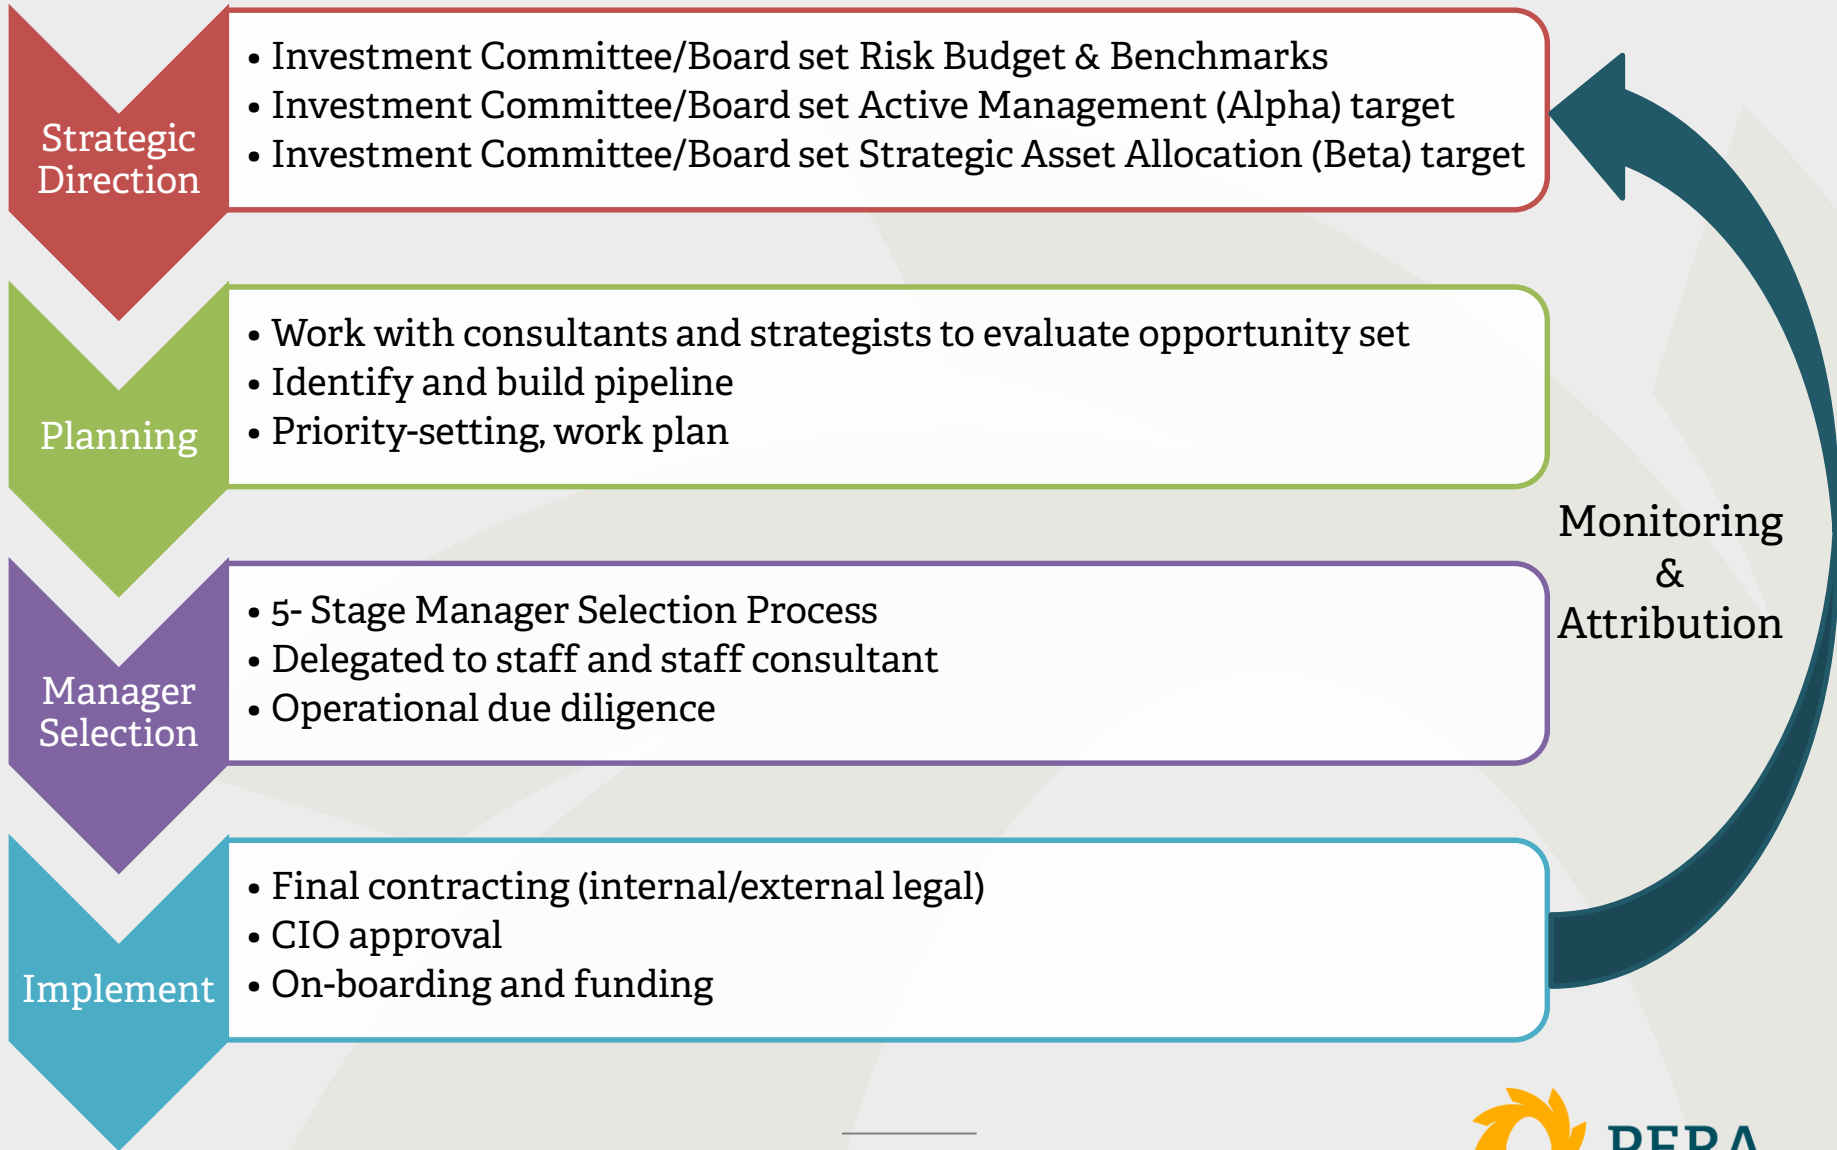 Strategic
Direction
• Investment Committee/Board set Risk Budget & Benchmarks
• Investment Committee/Board set Active Management (Alpha) target
• Investment Committee/Board set Strategic Asset Allocation (Beta) target
Planning
• Work with consultants and strategists to evaluate opportunity set
• Identify and build pipeline
• Priority-setting, work plan
Manager
Selection
• 5- Stage Manager Selection Process
• Delegated to staff and staff consultant
• Operational due diligence
Implement
• Final contracting (internal/external legal)
• CIO approval
• On-boarding and funding
Monitoring
&
Attribution
PERA